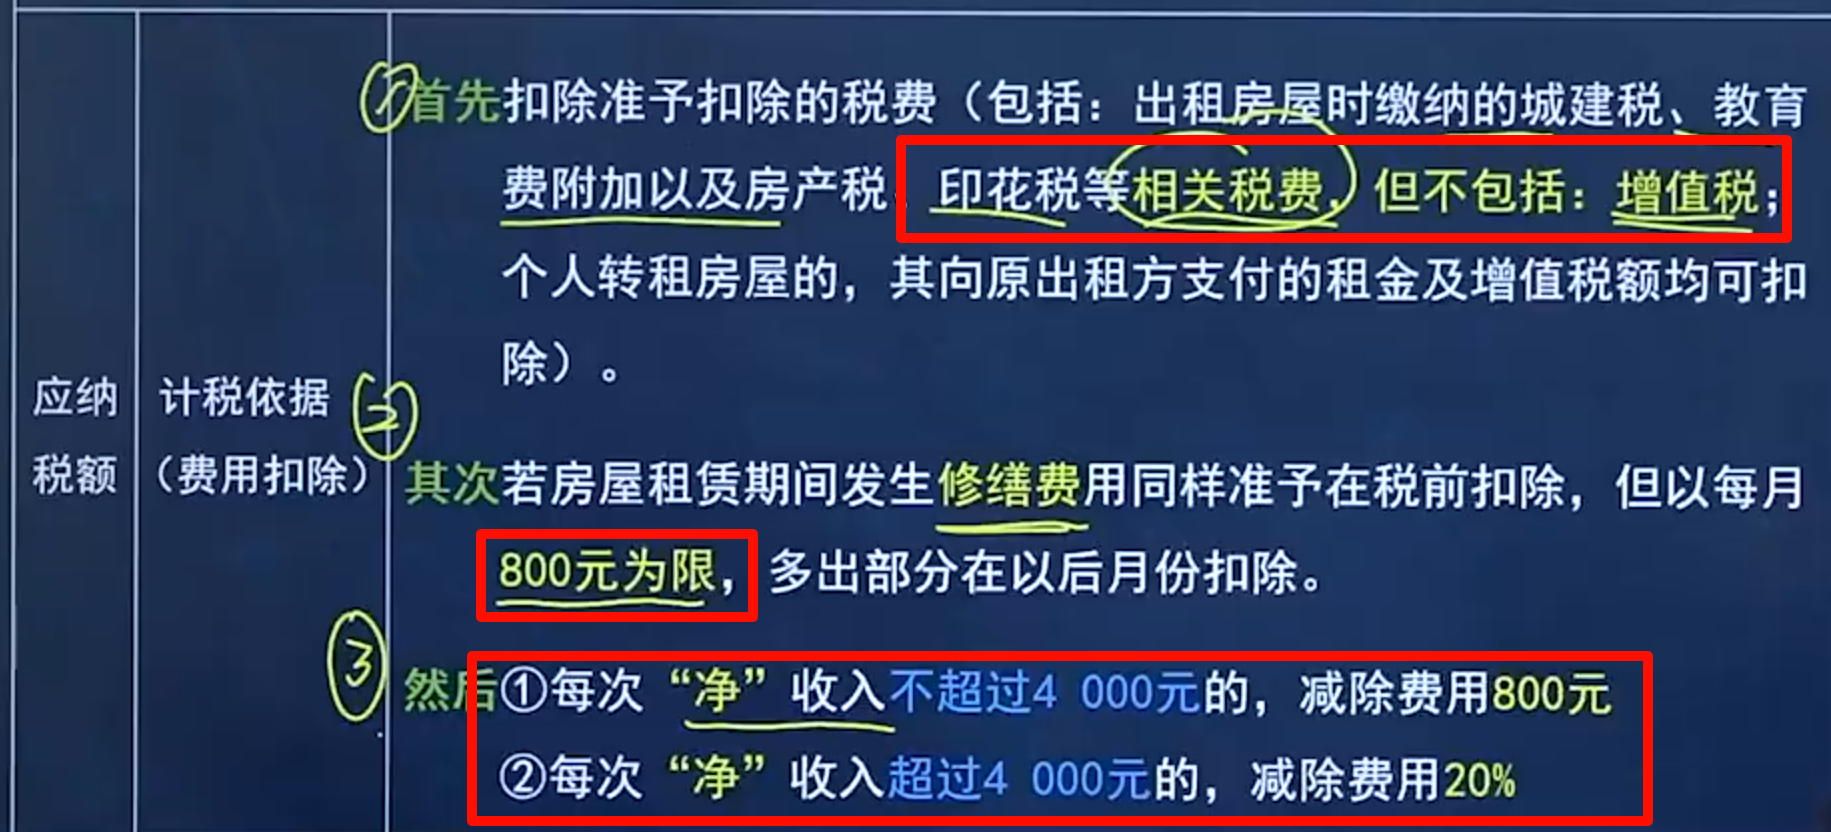 ①首先扣除准予扣除的税费（包括：出租房屋时缴纳的城建税、教育
费附加以及房产税、印花税等相关税费，但不包括：增值税；
个人转租房屋的，其向原出租方支付的租金及增值税额均可扣
除）。
应纳
税额
计税依据
（费用扣除）
②其次若房屋租赁期间发生修缮费用同样准予在税前扣除，但以每月
800元为限，多出部分在以后月份扣除。
③然后①每次“净”收入不超过4 000元的，减除费用800元
②每次“净”收入超过4 000元的，减除费用20%